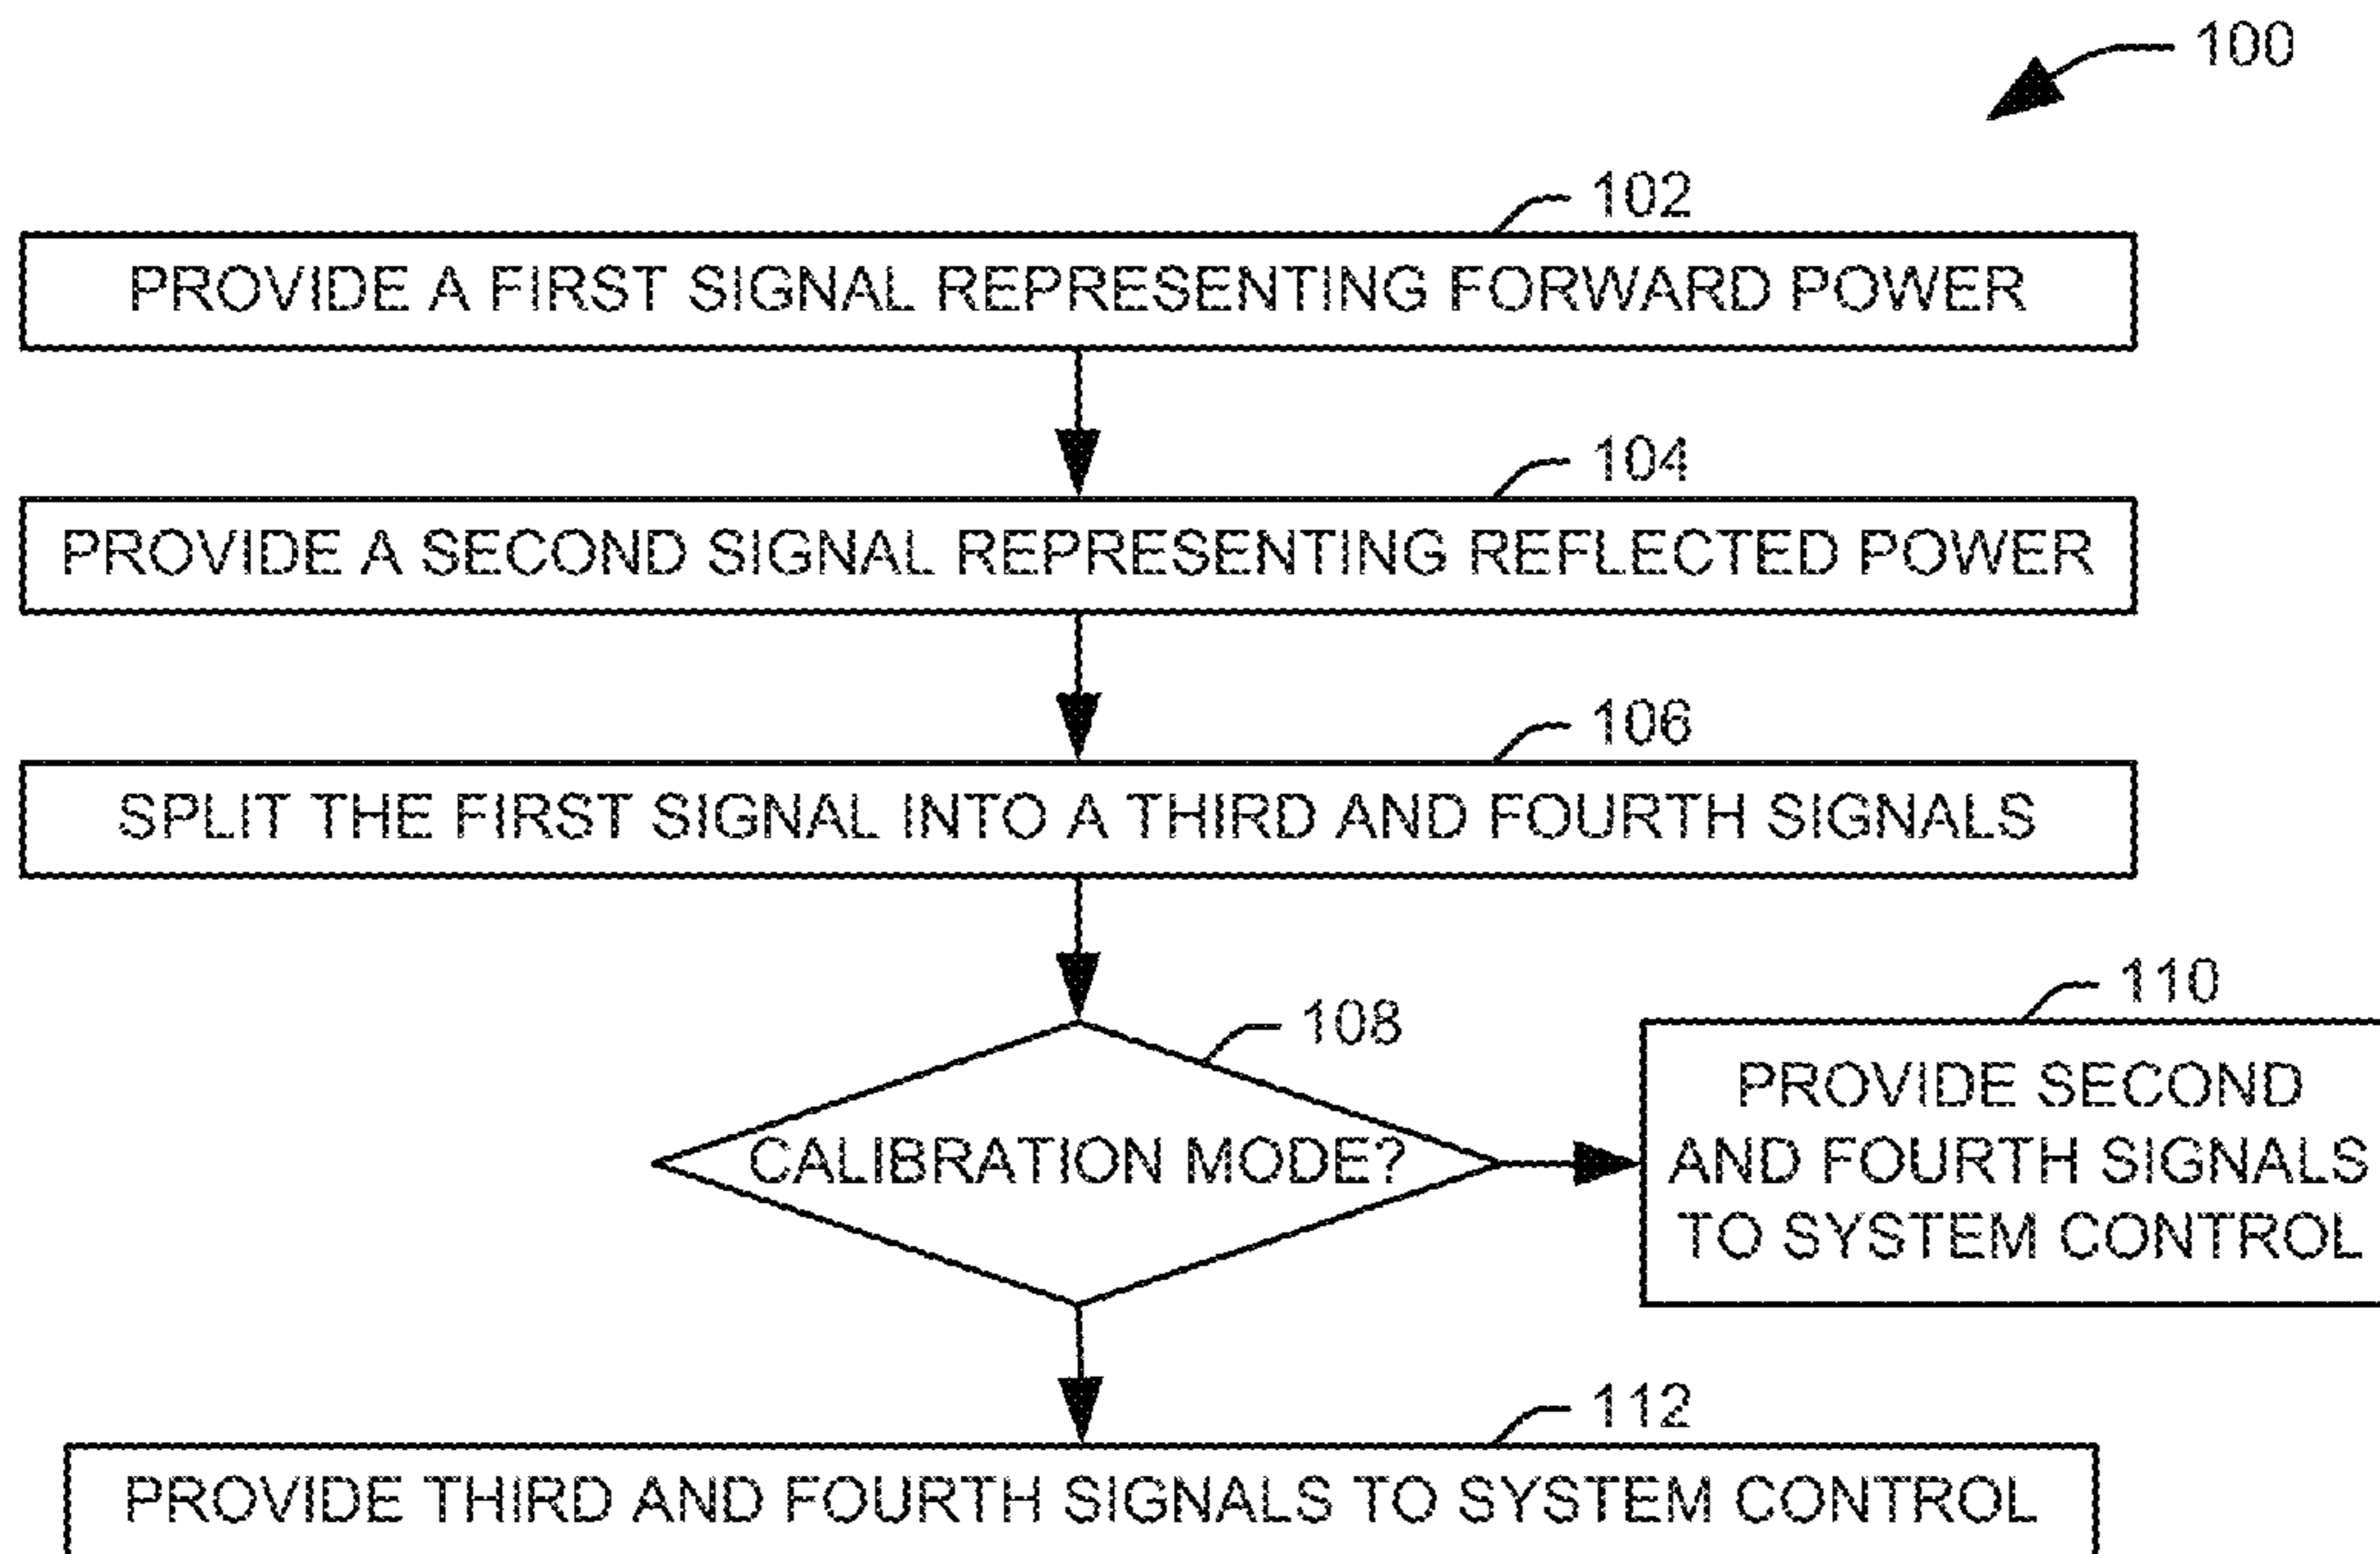 100
102
PROVIDE A FIRST SIGNAL REPRESENTING FORWARD POWER
104
PROVIDE A SECOND SIGNAL REPRESENTING REFLECTED POWER
106
SPLIT THE FIRST SIGNAL INTO A THIRD AND FOURTH SIGNALS
108
CALIBRATION MODE?
110
PROVIDE SECOND
AND FOURTH SIGNALS
TO SYSTEM CONTROL
112
PROVIDE THIRD AND FOURTH SIGNALS TO SYSTEM CONTROL